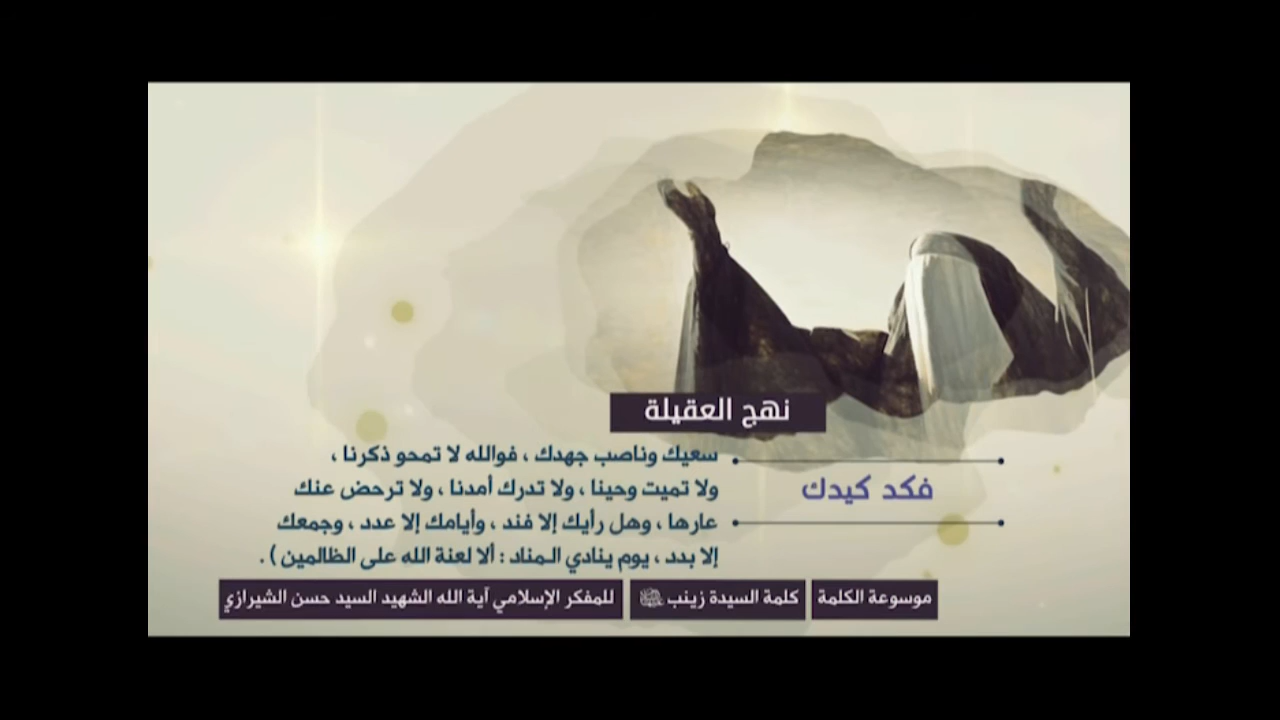 نهج العقيلة
فكد كيدك
سعيك وناصب جهدك ، فوالله لا تمحو ذكرنا ،
ولا تميت وحينا ، ولا تدرك أمدنا ، ولا ترحض عنك
عارها ، وهل رأيك إلا فند ، وأيامك إلا عدد ، وجمعك
إلا بدد ، يوم ينادي المناد : ألا لعنة الله على الظالمين ) .
موسوعة الكلمة
كلمة السيدة زينب
للمفكر الإسلامي آية الله الشهيد السيد حسن الشيرازي